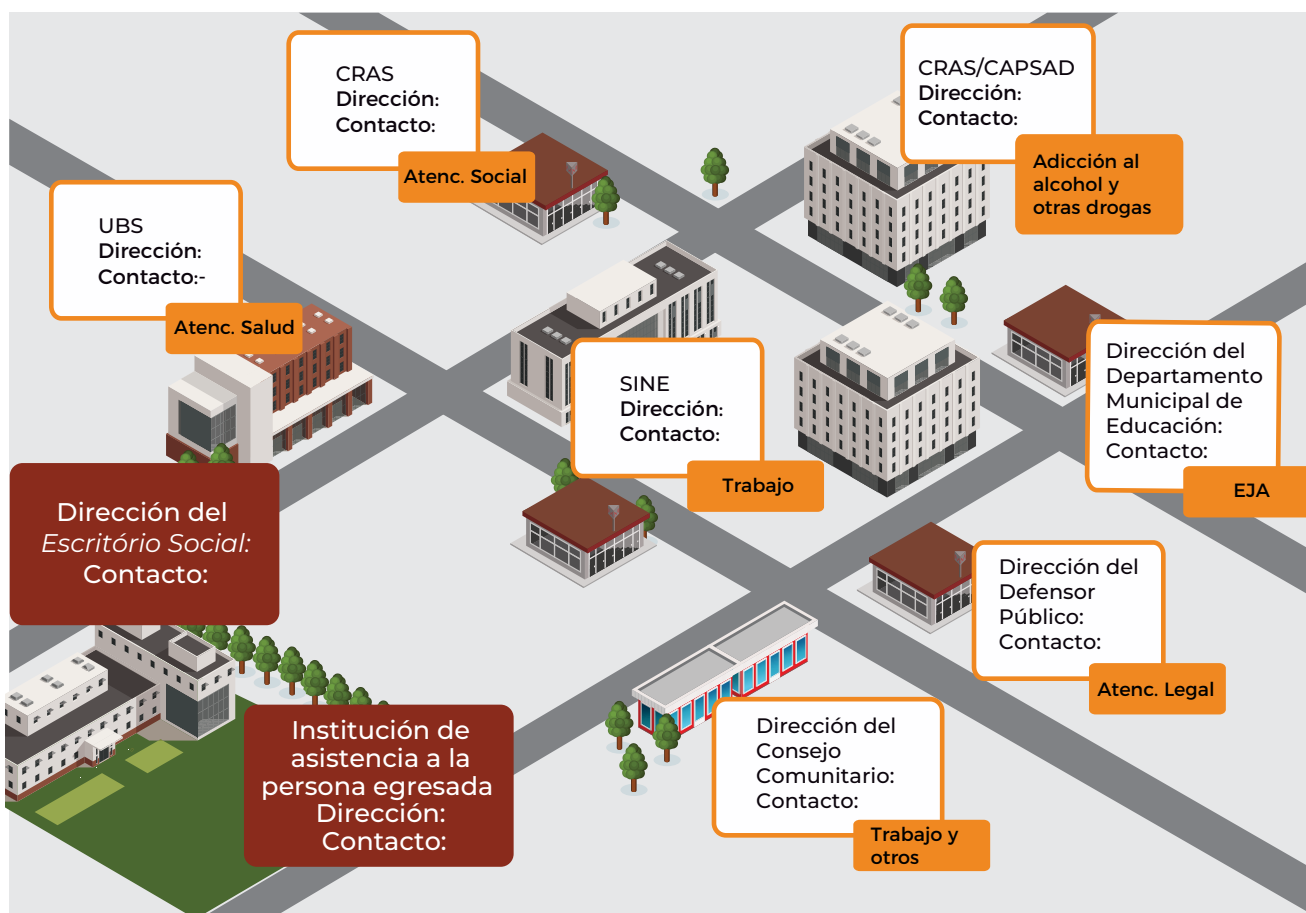 CRAS
Dirección:
Contacto:
Atenc. Social
CRAS/CAPSAD
Dirección:
Contacto:
Adicción al
alcohol y
otras drogas
UBS
Dirección:
Contacto:-
Atenc. Salud
SINE
Dirección:
Contacto:
Trabajo
Dirección del
Departamento
Municipal de
Educación:
Contacto:
EJA
Dirección del
Escritório Social:
Contacto:
Dirección del
Defensor
Público:
Contacto:
Atenc. Legal
Institución de
asistencia a la
persona egresada
Dirección:
Contacto:
Dirección del
Consejo
Comunitario:
Contacto:
Trabajo y
otros